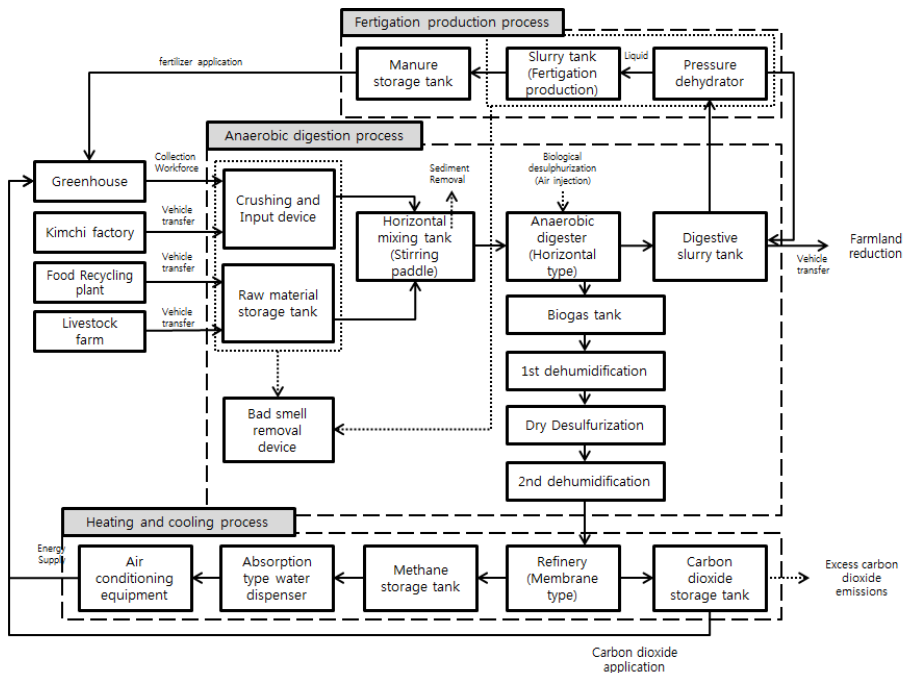 Fertigation production process
fertilizer application
Manure
storage tank
Slurry tank
(Fertigation
production)
Liquid
Pressure
dehydrator
Anaerobic digestion process
Greenhouse
Collection
Workforce
Kimchi factory
Vehicle
transfer
Food Recycling
plant
Vehicle
transfer
Livestock
farm
Vehicle
transfer
Crushing and
Input device
Raw material
storage tank
Sediment
Removal
Horizontal
mixing tank
(Stirring
paddle)
Biological
desulphurization
(Air injection)
Anaerobic
digester
(Horizontal
type)
Digestive
slurry tank
Vehicle
transfer
Farmland
reduction
Biogas tank
1st dehumidification
Bad smell
removal
device
Dry Desulfurization
2nd dehumidification
Heating and cooling process
Energy
Supply
Air
conditioning
equipment
Absorption
type water
dispenser
Methane
storage tank
Refinery
(Membrane
type)
Carbon
dioxide
storage tank
Excess carbon
dioxide
emissions
Carbon dioxide
application